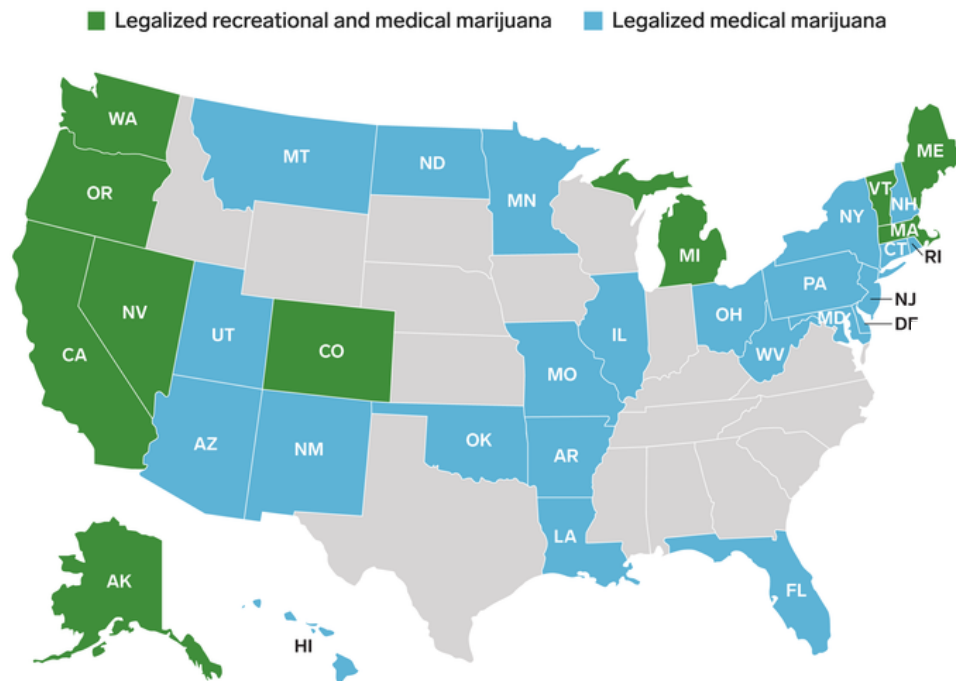 Legalized recreational and medical marijuana
Legalized medical marijuana
WA
MT
ND
MN
ME
OR
VT
NH
NY
MA
CT
RI
MI
PA
NV
UT
CO
IL
OH
NJ
MD
CA
MO
WV
AZ
NM
OK
AR
LA
AK
FL
HI